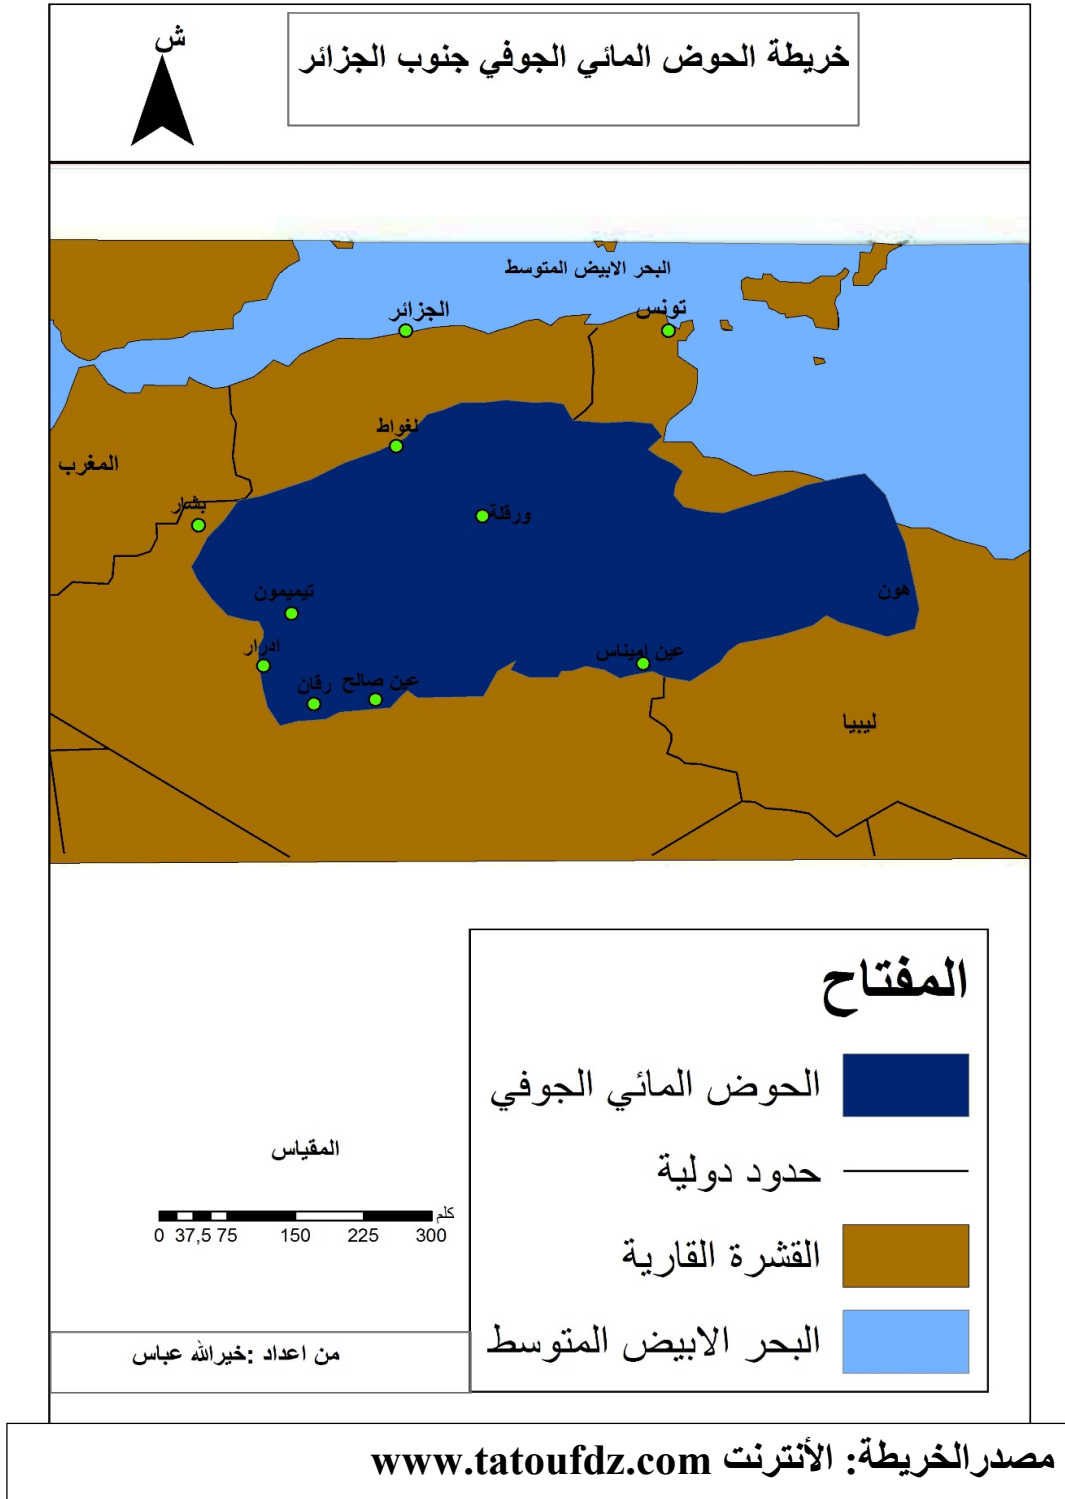 خريطة الحوض المائي الجوفي جنوب الجزائر
ش
البحر الابيض المتوسط
الجزائر
تونس
لغواط
المغرب
بشار
ورقلة
تيميمون
هون
ادرار
عين اميناس
عين صالح
رقان
ليبيا
المفتاح
الحوض المائي الجوفي
حدود دولية
القشرة القارية
البحر الابيض المتوسط
المقياس
كلم
0 37,5 75 150 225 300
من اعداد :خيرالله عباس
مصدرالخريطة: الأنترنت www.tatoufdz.com